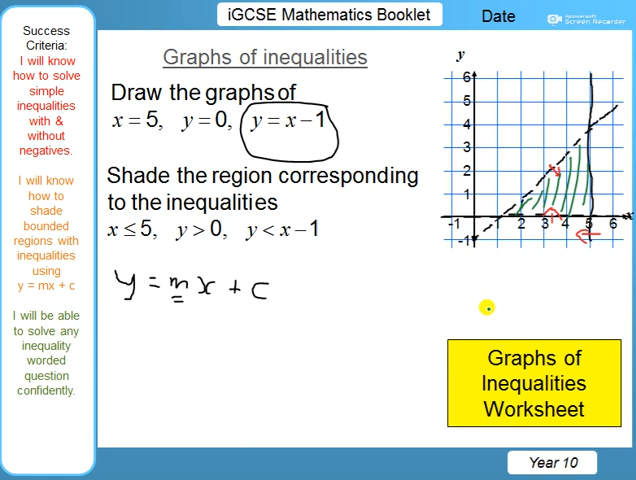 Success
Criteria:
I will know
how to solve
simple
inequalities
with &
without
negatives.
I will know
how to
shade
bounded
regions with
inequalities
using
y = mx + c
I will be able
to solve any
inequality
worded
question
confidently.
iGCSE Mathematics Booklet
Date
Apowersoft
Screen Recorder
Graphs of inequalities
Draw the graphs of
x = 5, y = 0, y = x − 1
Shade the region corresponding
to the inequalities
x ≤ 5, y > 0, y < x − 1
y = mx + c
y
6
5
4
3
2
1
-1 1 2 3 4 5 6 x
-1
Graphs of
Inequalities
Worksheet
Year 10